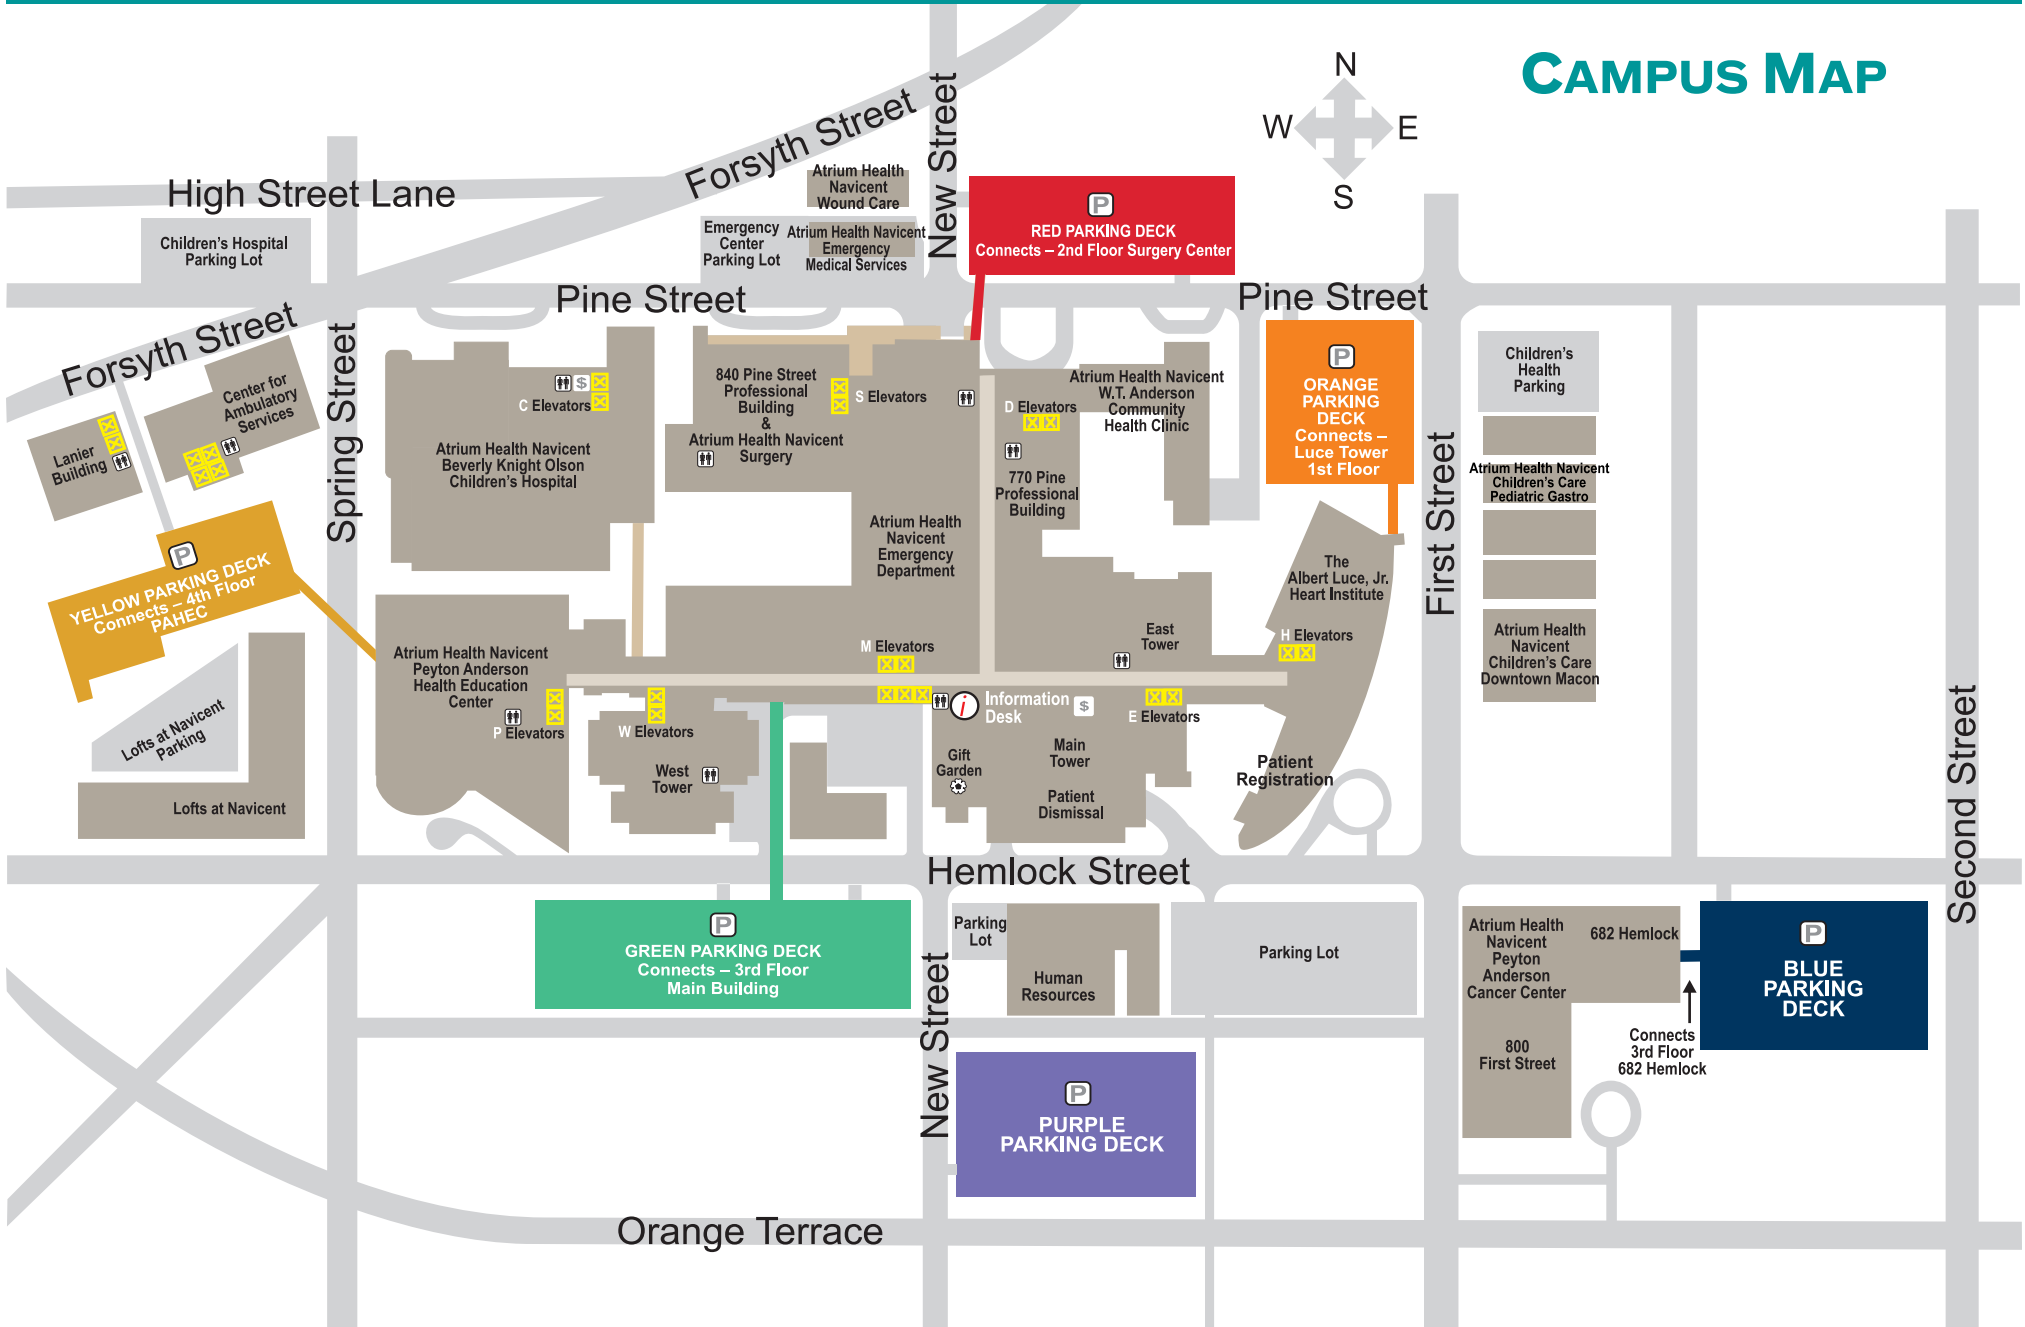 CAMPUS MAP
N
W E
S
Forsyth Street
New Street
High Street Lane
Children's Hospital
Parking Lot
Atrium Health
Navicent
Wound Care
Emergency
Center
Parking Lot
Atrium Health Navicent
Emergency
Medical Services
P
RED PARKING DECK
Connects – 2nd Floor Surgery Center
Pine Street
Pine Street
Forsyth Street
Spring Street
Center for
Ambulatory
Services
Lanier
Building
$
C Elevators
Atrium Health Navicent
Beverly Knight Olson
Children's Hospital
840 Pine Street
Professional
Building
&
Atrium Health Navicent
Surgery
S Elevators
D Elevators
Atrium Health Navicent
W.T. Anderson
Community
Health Clinic
770 Pine
Professional
Building
P
ORANGE
PARKING
DECK
Connects –
Luce Tower
1st Floor
First Street
Children's
Health
Parking
Atrium Health Navicent
Children's Care
Pediatric Gastro
Atrium Health
Navicent
Children's Care
Downtown Macon
Second Street
P
YELLOW PARKING DECK
Connects – 4th Floor
PAHEC
Lofts at Navicent
Parking
Lofts at Navicent
Atrium Health
Navicent
Emergency
Department
The
Albert Luce, Jr.
Heart Institute
East
Tower
H Elevators
M Elevators
Atrium Health Navicent
Peyton Anderson
Health Education
Center
P Elevators
W Elevators
West
Tower
i
Information
Desk
$
E Elevators
Gift
Garden
Main
Tower
Patient
Dismissal
Patient
Registration
Hemlock Street
P
GREEN PARKING DECK
Connects – 3rd Floor
Main Building
New Street
Parking
Lot
Human
Resources
Parking Lot
Atrium Health
Navicent
Peyton
Anderson
Cancer Center
682 Hemlock
800
First Street
Connects
3rd Floor
682 Hemlock
P
BLUE
PARKING
DECK
P
PURPLE
PARKING DECK
Orange Terrace